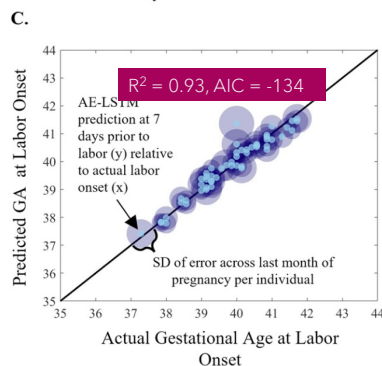 C.
44
43
42
41
40
39
38
37
36
35
Predicted GA at Labor Onset
R² = 0.93, AIC = -134
AE-LSTM
prediction at 7
days prior to
labor (y) relative
to actual labor
onset (x)
SD of error across last month of
pregnancy per individual
35 36 37 38 39 40 41 42 43 44
Actual Gestational Age at Labor
Onset